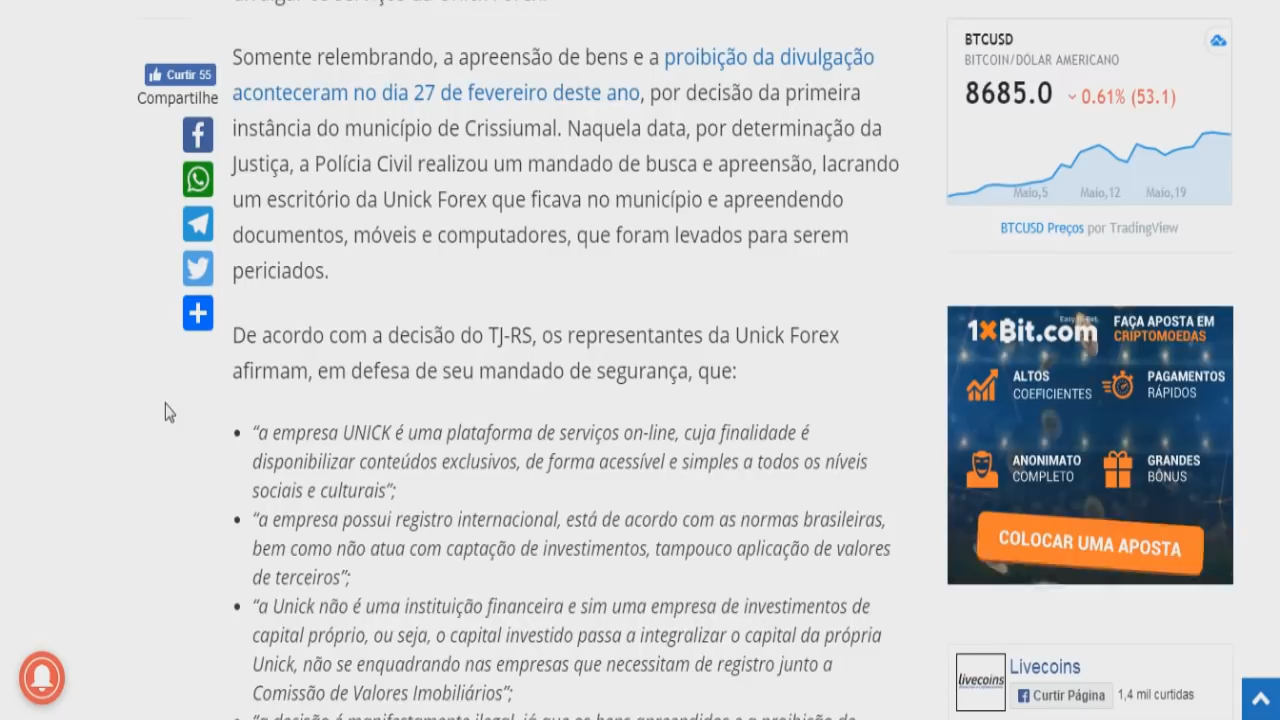 Somente relembrando, a apreensão de bens e a proibição da divulgação
aconteceram no dia 27 de fevereiro deste ano, por decisão da primeira
instância do município de Crissiumal. Naquela data, por determinação da
Justiça, a Polícia Civil realizou um mandado de busca e apreensão, lacrando
um escritório da Unick Forex que ficava no município e apreendendo
documentos, móveis e computadores, que foram levados para serem
periciados.
De acordo com a decisão do TJ-RS, os representantes da Unick Forex
afirmam, em defesa de seu mandado de segurança, que:
• “a empresa UNICK é uma plataforma de serviços on-line, cuja finalidade é
disponibilizar conteúdos exclusivos, de forma acessível e simples a todos os níveis
sociais e culturais”;
• “a empresa possui registro internacional, está de acordo com as normas brasileiras,
bem como não atua com captação de investimentos, tampouco aplicação de valores
de terceiros”;
• “a Unick não é uma instituição financeira e sim uma empresa de investimentos de
capital próprio, ou seja, o capital investido passa a integralizar o capital da própria
Unick, não se enquadrando nas empresas que necessitam de registro junto a
Comissão de Valores Imobiliários”;
Curtir 55
Compartilhe
BTCUSD
BITCOIN/DÓLAR AMERICANO
8685.0 0.61% (53.1)
Maio,5 Maio,12 Maio,19
BTCUSD Preços por TradingView
1XBit.com
FAÇA APOSTA EM
CRIPTOMOEDAS
ALTOS
COEFICIENTES
PAGAMENTOS
RÁPIDOS
ANONIMATO
COMPLETO
GRANDES
BÔNUS
COLOCAR UMA APOSTA
livecoins
Livecoins
Curtir Página 1,4 mil curtidas